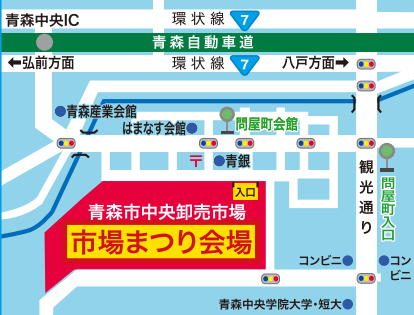 青森中央IC
環状線 7
青森自動車道
←弘前方面
環状線 7
八戸方面→
青森産業会館
はまなす会館
問屋町会館
〒
青銀
観光通り
問屋町入口
入口
青森市中央卸売市場
市場まつり会場
コンビニ
コン
ビニ
青森中央学院大学・短大